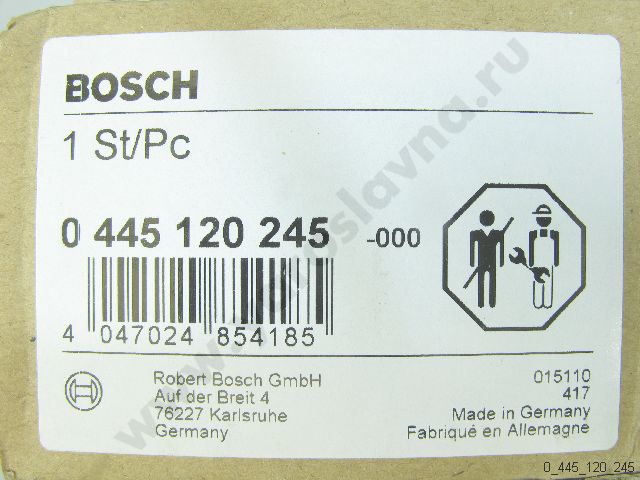 BOSCH
1 St/Pc
0 445 120 245 -000
4 047024 854185
Robert Bosch GmbH
Auf der Breit 4
76227 Karlsruhe
Germany
015110
417
Made in Germany
Fabriqué en Allemagne
0_445_120_245